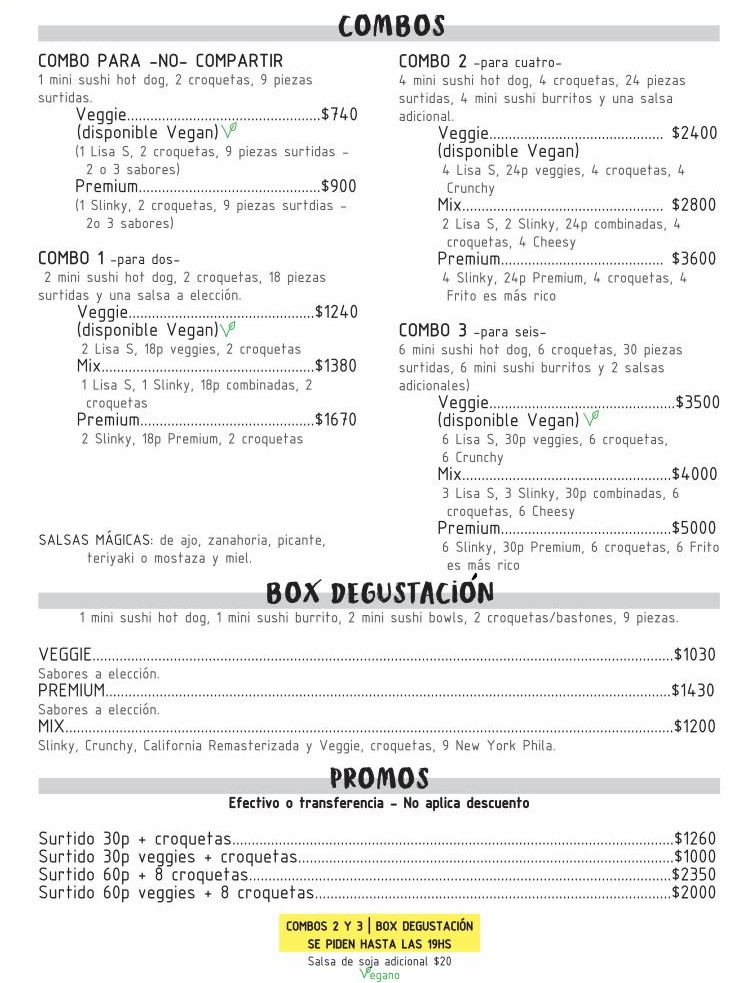 COMBOS
COMBO PARA -NO- COMPARTIR
1 mini sushi hot dog, 2 croquetas, 9 piezas
surtidas.
Veggie................................................$740
(disponible Vegan)
(1 Lisa S, 2 croquetas, 9 piezas surtidas -
2 o 3 sabores)
Premium.............................................$900
(1 Slinky, 2 croquetas, 9 piezas surtdias -
2o 3 sabores)
COMBO 1 -para dos-
2 mini sushi hot dog, 2 croquetas, 18 piezas
surtidas y una salsa a elección.
Veggie..............................................$1240
(disponible Vegan)
2 Lisa S, 18p veggies, 2 croquetas
Mix.....................................................$1380
1 Lisa S, 1 Slinky, 18p combinadas, 2
croquetas
Premium...........................................$1670
2 Slinky, 18p Premium, 2 croquetas
SALSAS MÁGICAS: de ajo, zanahoria, picante,
teriyaki o mostaza y miel.
COMBO 2 -para cuatro-
4 mini sushi hot dog, 4 croquetas, 24 piezas
surtidas, 4 mini sushi burritos y una salsa
adicional.
Veggie........................................... $2400
(disponible Vegan)
4 Lisa S, 24p veggies, 4 croquetas, 4
Crunchy
Mix.................................................. $2800
2 Lisa S, 2 Slinky, 24p combinadas, 4
croquetas, 4 Cheesy
Premium........................................ $3600
4 Slinky, 24p Premium, 4 croquetas, 4
Frito es más rico
COMBO 3 -para seis-
6 mini sushi hot dog, 6 croquetas, 30 piezas
surtidas, 6 mini sushi burritos y 2 salsas
adicionales)
Veggie..............................................$3500
(disponible Vegan)
6 Lisa S, 30p veggies, 6 croquetas,
6 Crunchy
Mix.....................................................$4000
3 Lisa S, 3 Slinky, 30p combinadas, 6
croquetas, 6 Cheesy
Premium...........................................$5000
6 Slinky, 30p Premium, 6 croquetas, 6 Frito
es más rico
BOX DEGUSTACIÓN
1 mini sushi hot dog, 1 mini sushi burrito, 2 mini sushi bowls, 2 croquetas/bastones, 9 piezas.
VEGGIE................................................................$1030
Sabores a elección.
PREMIUM..............................................................$1430
Sabores a elección.
MIX...................................................................$1200
Slinky, Crunchy, California Remasterizada y Veggie, croquetas, 9 New York Phila.
PROMOS
Efectivo o transferencia - No aplica descuento
Surtido 30p + croquetas...............................................$1260
Surtido 30p veggies + croquetas.......................................$1000
Surtido 60p + 8 croquetas.............................................$2350
Surtido 60p veggies + 8 croquetas.....................................$2000
COMBOS 2 Y 3 | BOX DEGUSTACIÓN
SE PIDEN HASTA LAS 19HS
Salsa de soja adicional $20
Vegano